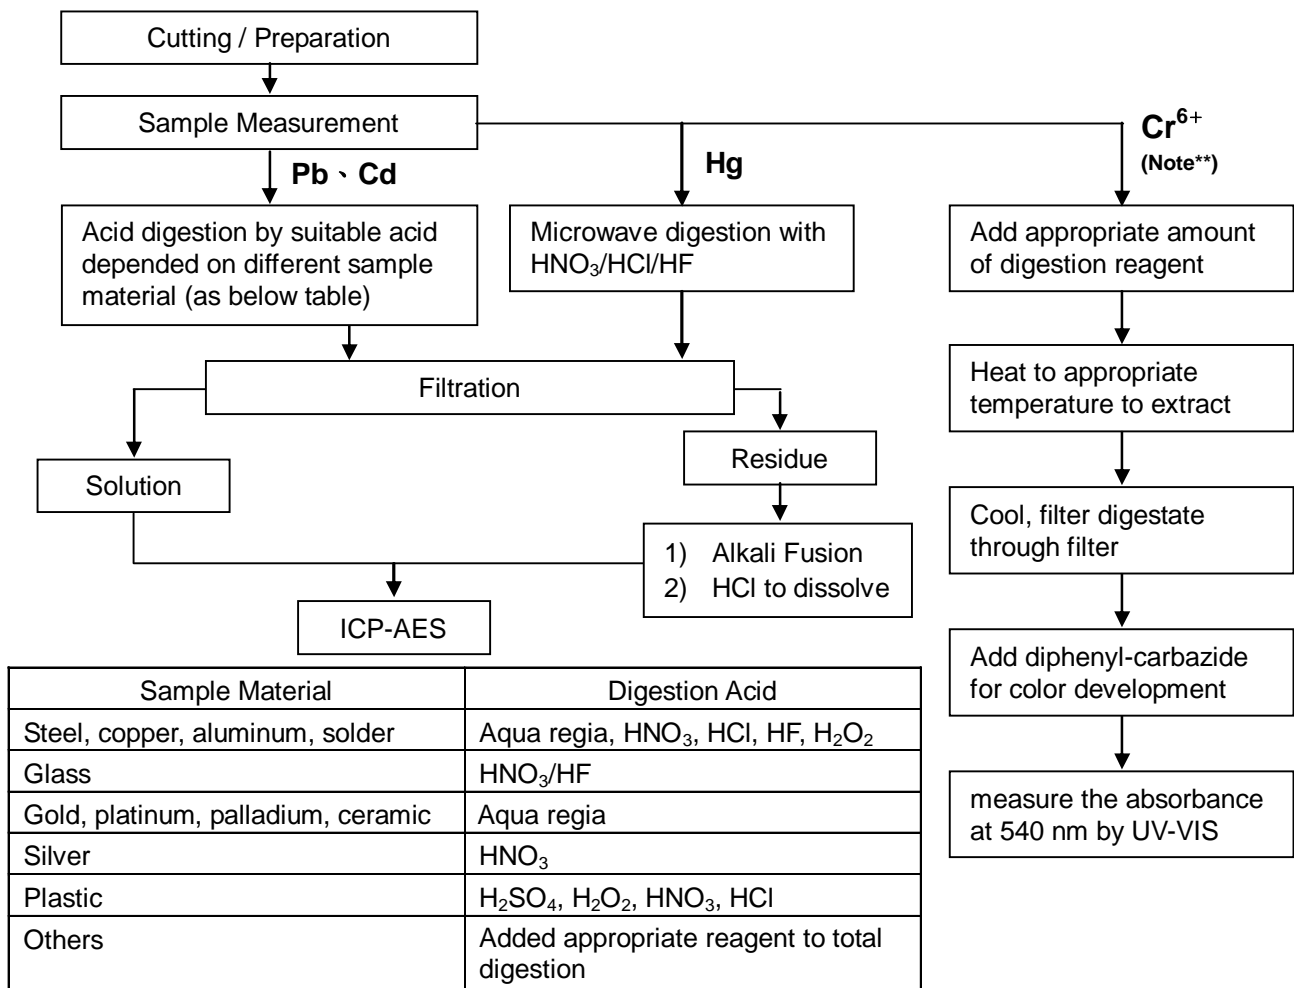 Cutting / Preparation
Sample Measurement
Pb、Cd
Hg
Cr⁶⁺
(Note**)
Acid digestion by suitable acid
depended on different sample
material (as below table)
Microwave digestion with
HNO₃/HCl/HF
Add appropriate amount
of digestion reagent
Filtration
Heat to appropriate
temperature to extract
Solution
Residue
1) Alkali Fusion
2) HCl to dissolve
Cool, filter digestate
through filter
ICP-AES
Add diphenyl-carbazide
for color development
measure the absorbance
at 540 nm by UV-VIS
Sample Material Digestion Acid
Steel, copper, aluminum, solder Aqua regia, HNO₃, HCl, HF, H₂O₂
Glass HNO₃/HF
Gold, platinum, palladium, ceramic Aqua regia
Silver HNO₃
Plastic H₂SO₄, H₂O₂, HNO₃, HCl
Others Added appropriate reagent to total
digestion